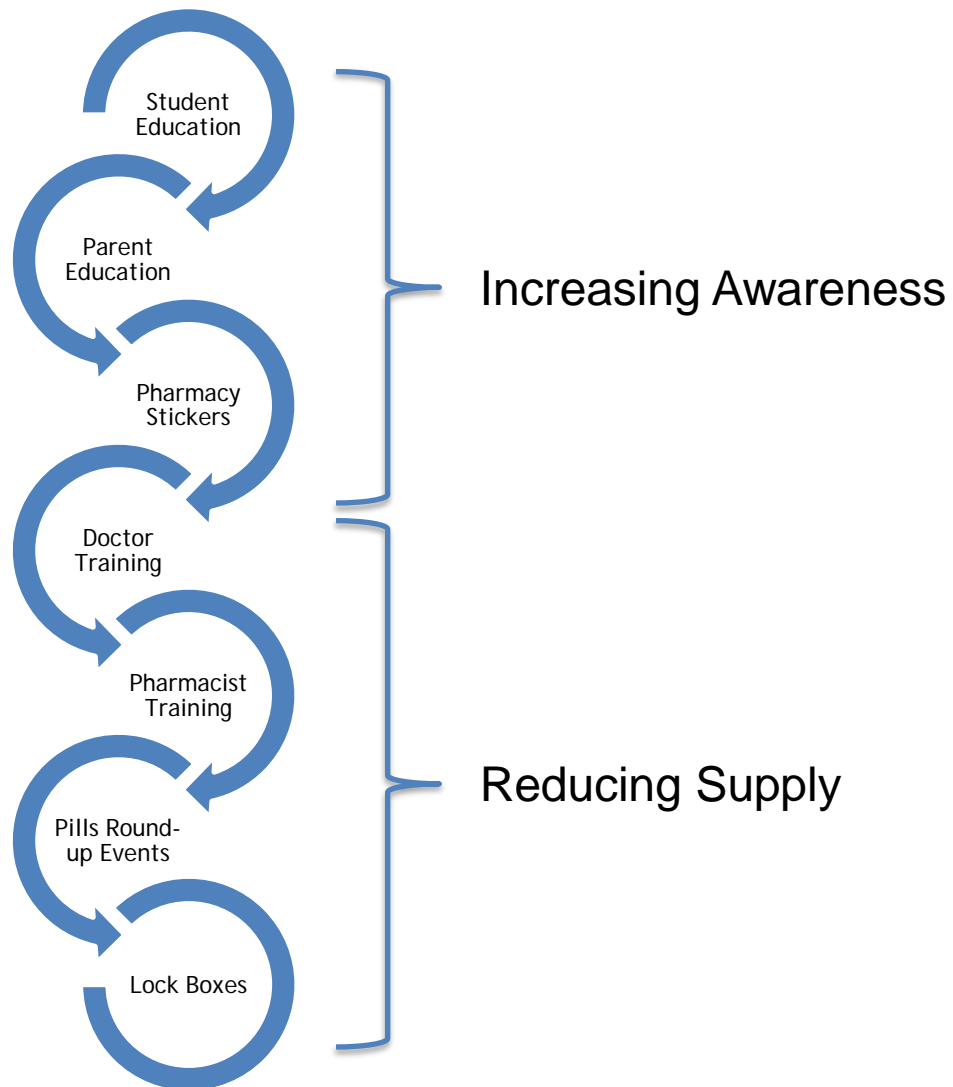 Student
Education
Parent
Education
Increasing Awareness
Pharmacy
Stickers
Doctor
Training
Pharmacist
Training
Reducing Supply
Pills Round-
up Events
Lock Boxes